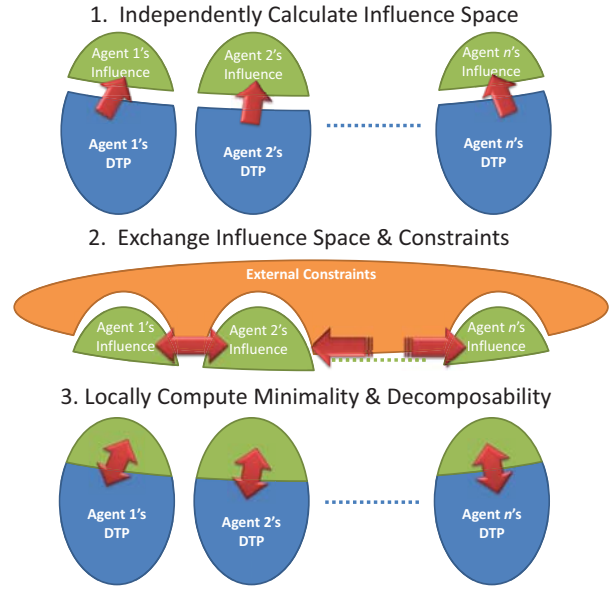 1. Independently Calculate Influence Space
Agent 1's
Influence
Agent 2's
Influence
Agent n's
Influence
Agent 1's
DTP
Agent 2's
DTP
Agent n's
DTP
2. Exchange Influence Space & Constraints
External Constraints
Agent 1's
Influence
Agent 2's
Influence
Agent n's
Influence
3. Locally Compute Minimality & Decomposability
Agent 1's
DTP
Agent 2's
DTP
Agent n's
DTP